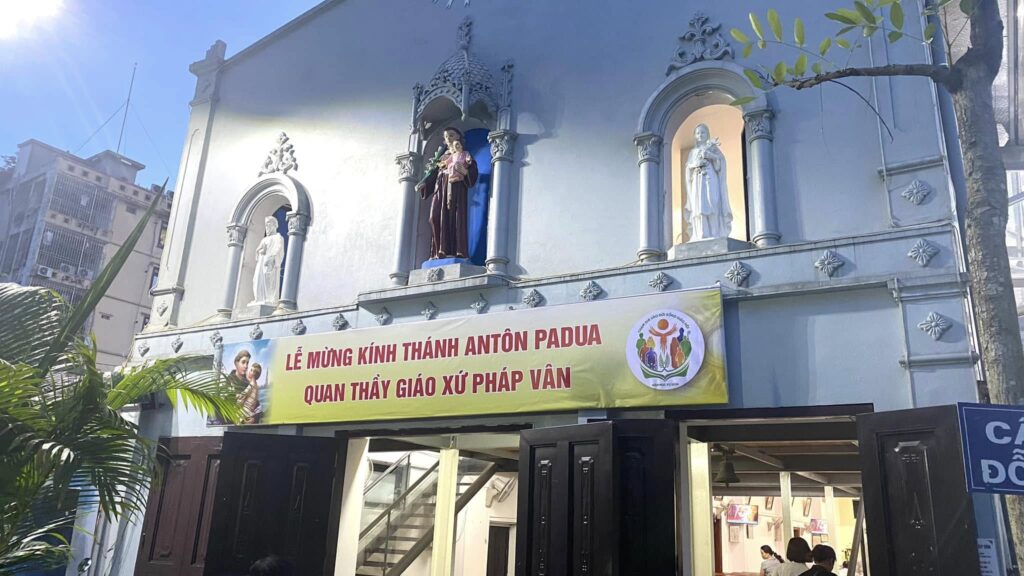 LỄ MỪNG KÍNH THÁNH ANTÔN PADUA
QUAN THẦY GIÁO XỨ PHÁP VÂN